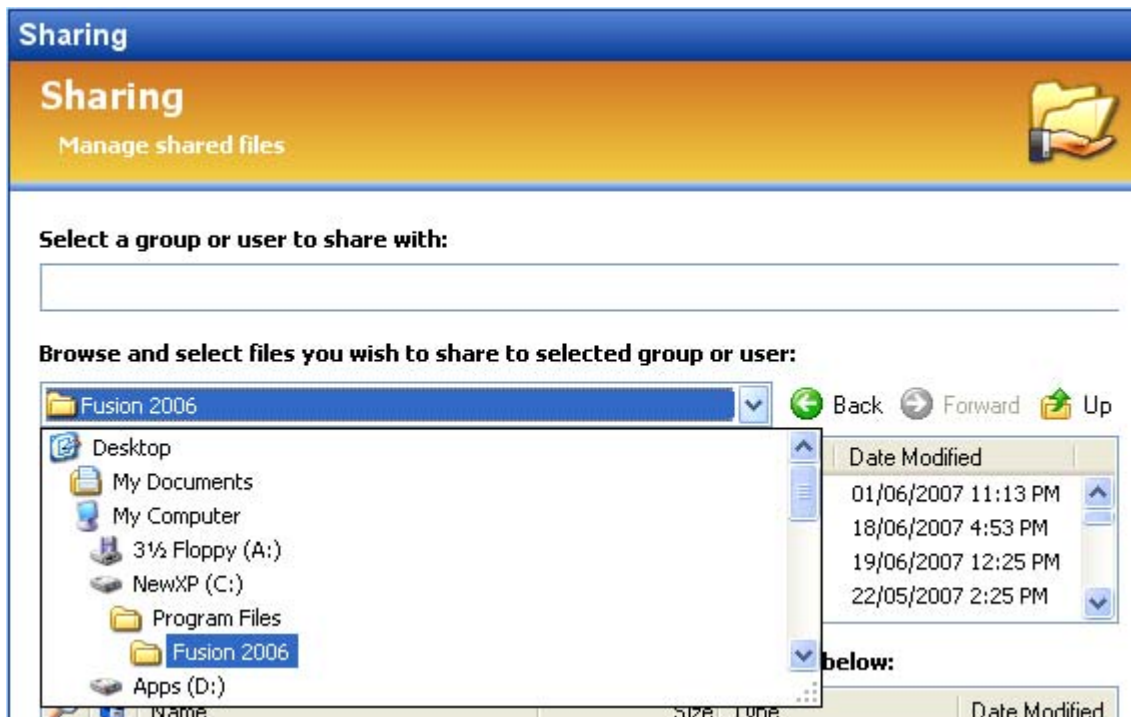 Sharing
Sharing
Manage shared files
Select a group or user to share with:
Browse and select files you wish to share to selected group or user:
Fusion 2006 Back Forward Up
Desktop Date Modified
My Documents 01/06/2007 11:13 PM
My Computer 18/06/2007 4:53 PM
3½ Floppy (A:) 19/06/2007 12:25 PM
NewXP (C:) 22/05/2007 2:25 PM
Program Files
Fusion 2006 below:
Apps (D:)
Name Size Type Date Modified